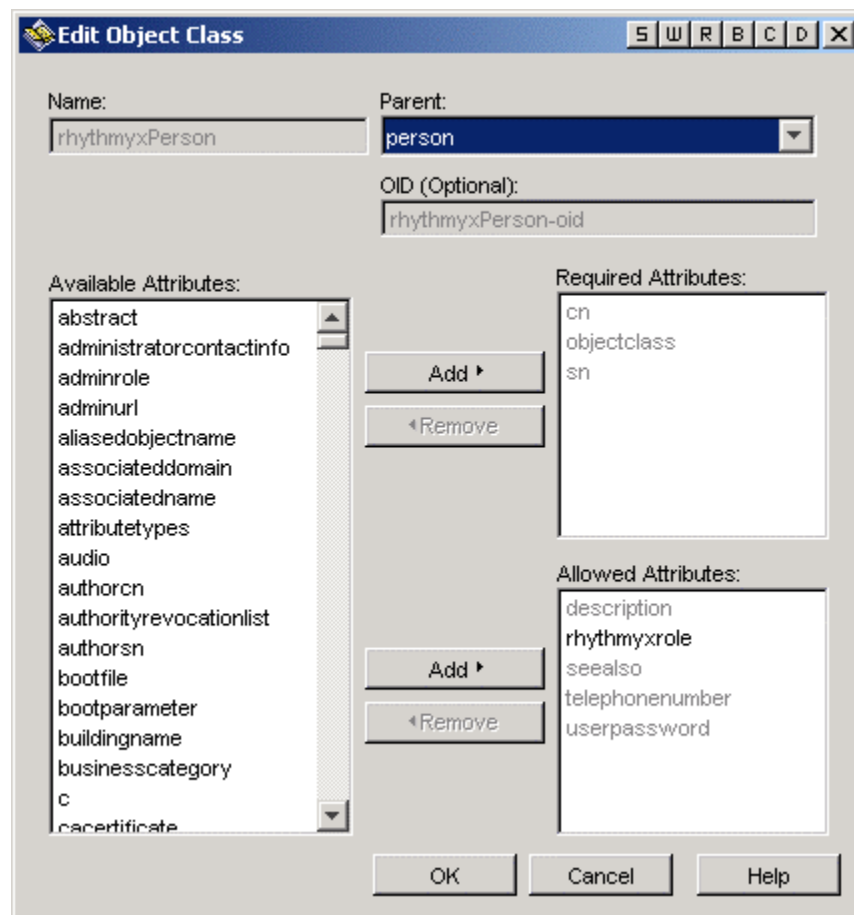 Edit Object Class
S W R B C D X
Name:
Parent:
rhythmyxPerson
person
OID (Optional):
rhythmyxPerson-oid
Available Attributes:
abstract
administratorcontactinfo
adminrole
adminurl
aliasedobjectname
associateddomain
associatedname
attributetypes
audio
authorcn
authorityrevocationlist
authorsn
bootfile
bootparameter
buildingname
businesscategory
c
cacertificate
Add
Remove
Required Attributes:
cn
objectclass
sn
Add
Remove
Allowed Attributes:
description
rhythmyxrole
seealso
telephonenumber
userpassword
OK
Cancel
Help